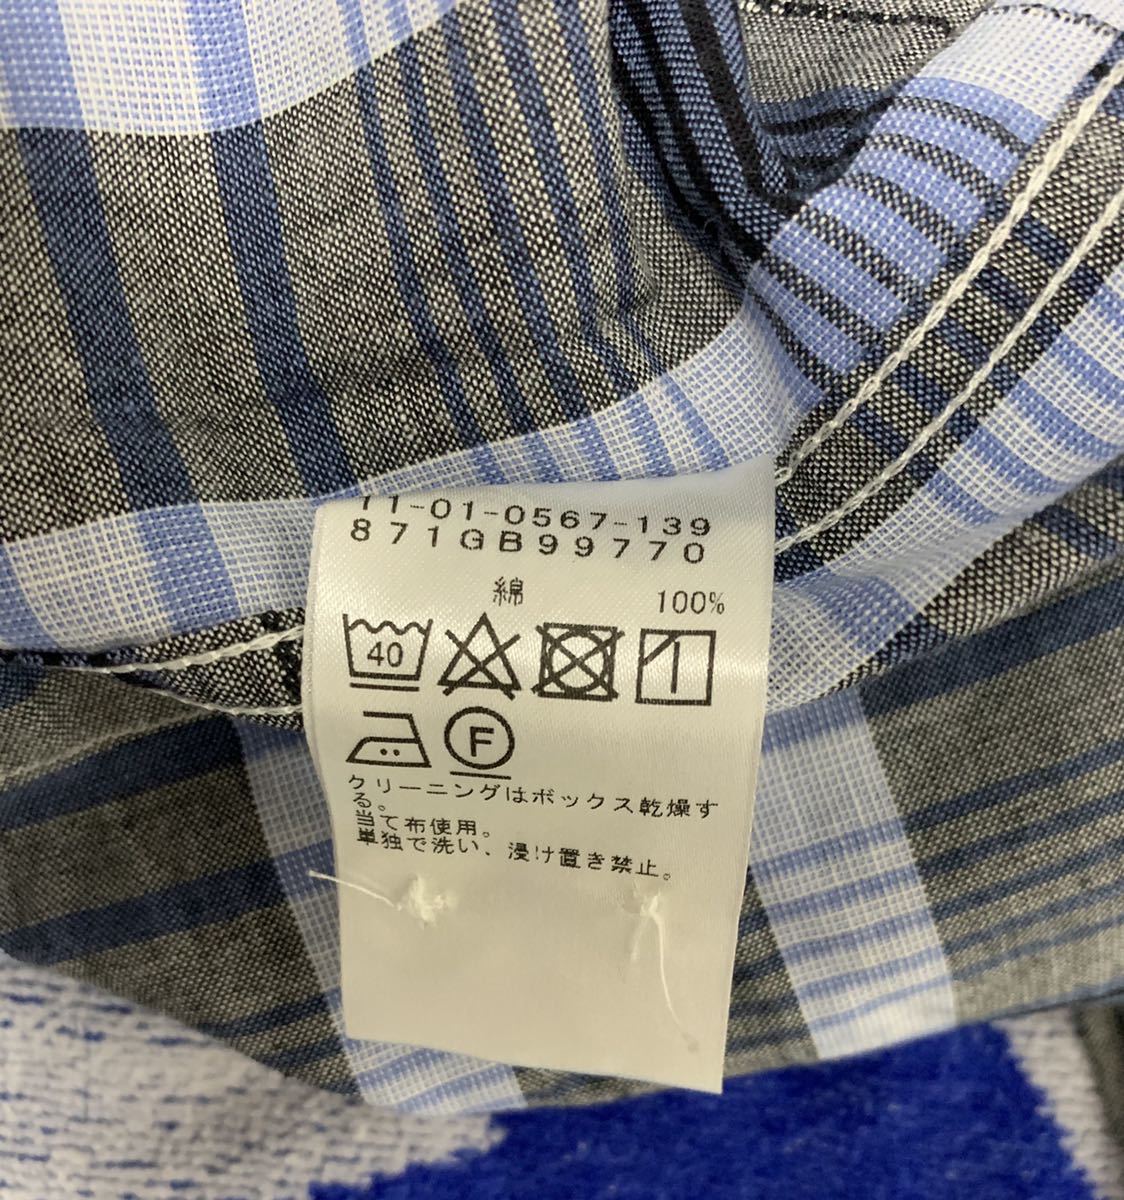 11-01-0567-139
871GB99770
綿 100%
40
F
クリーニングはボックス乾燥す
る。
当て布使用。
単独で洗い、浸け置き禁止。